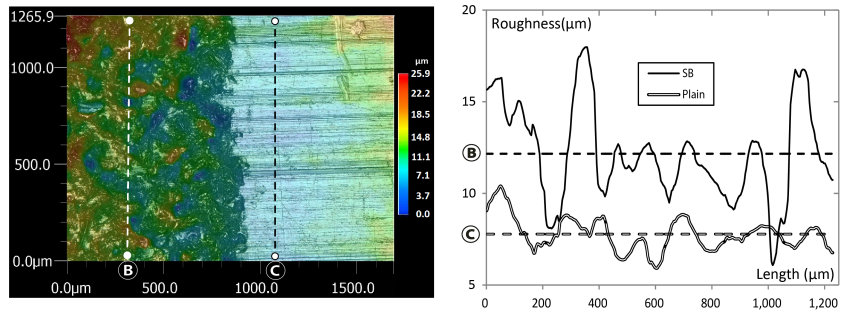 1265.9
1000.0
500.0
0.0µm
0.0µm
500.0
1000.0
1500.0
B
C
µm
25.9
22.2
18.5
14.8
11.1
7.1
3.7
0.0
Roughness(µm)
20
15
10
5
B
C
SB
Plain
Length (µm)
0 200 400 600 800 1,000 1,200